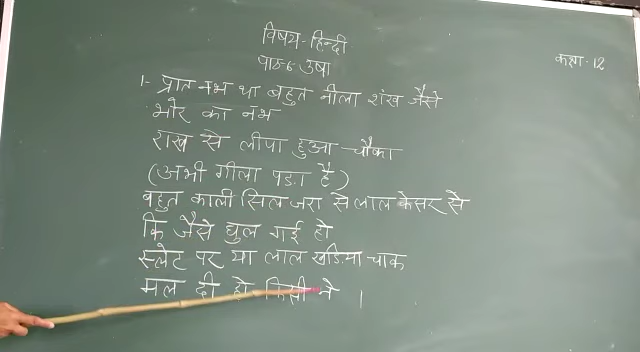 विषय - हिन्दी
पाठ-6 उषा
कक्षा - 12
1- प्रात नभ था बहुत नीला शंख जैसे
भोर का नभ
राख से लीपा हुआ चौका
(अभी गीला पड़ा है)
बहुत काली सिल जरा से लाल केसर से
कि जैसे धुल गई हो
स्लेट पर या लाल खड़िया चाक
मल दी हो किसी ने ।